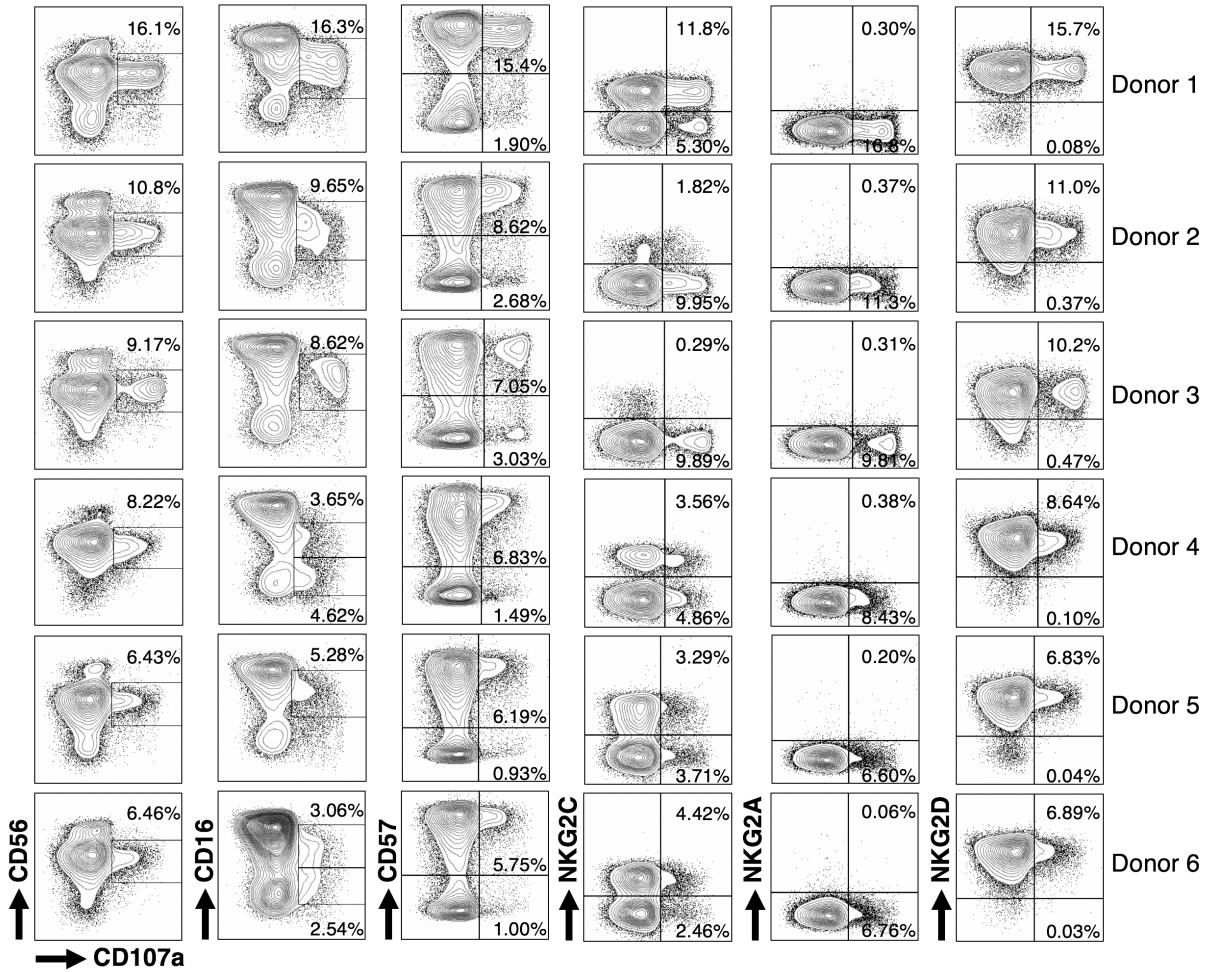 16.1% 16.3% 15.4% 11.8% 0.30% 15.7% Donor 1
1.90% 5.30% 16.8% 0.08%
10.8% 9.65% 8.62% 1.82% 0.37% 11.0% Donor 2
2.68% 9.95% 11.3% 0.37%
9.17% 8.62% 7.05% 0.29% 0.31% 10.2% Donor 3
3.03% 9.89% 9.81% 0.47%
8.22% 3.65% 6.83% 3.56% 0.38% 8.64% Donor 4
4.62% 1.49% 4.86% 8.43% 0.10%
6.43% 5.28% 6.19% 3.29% 0.20% 6.83% Donor 5
0.93% 3.71% 6.60% 0.04%
6.46% 3.06% 5.75% 4.42% 0.06% 6.89% Donor 6
2.54% 1.00% 2.46% 6.76% 0.03%
CD56
CD16
CD57
NKG2C
NKG2A
NKG2D
CD107a